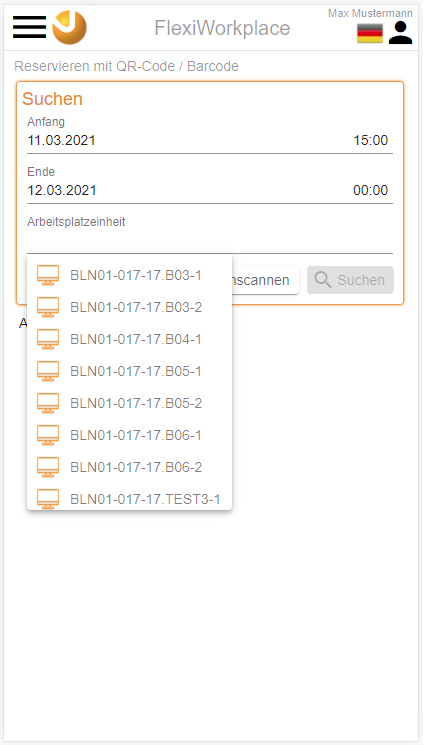 Max Mustermann
FlexiWorkplace
Reservieren mit QR-Code / Barcode
Suchen
Anfang
11.03.2021 15:00
Ende
12.03.2021 00:00
Arbeitsplatzeinheit
nscannen Suchen
A
BLN01-017-17.B03-1
BLN01-017-17.B03-2
BLN01-017-17.B04-1
BLN01-017-17.B05-1
BLN01-017-17.B05-2
BLN01-017-17.B06-1
BLN01-017-17.B06-2
BLN01-017-17.TEST3-1